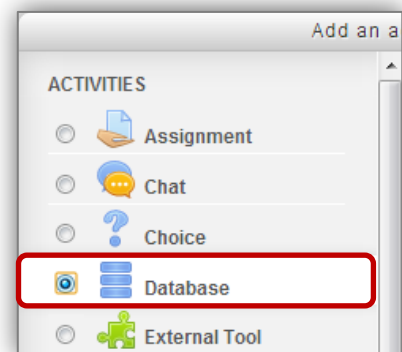 Add an a
ACTIVITIES
Assignment
Chat
Choice
Database
External Tool